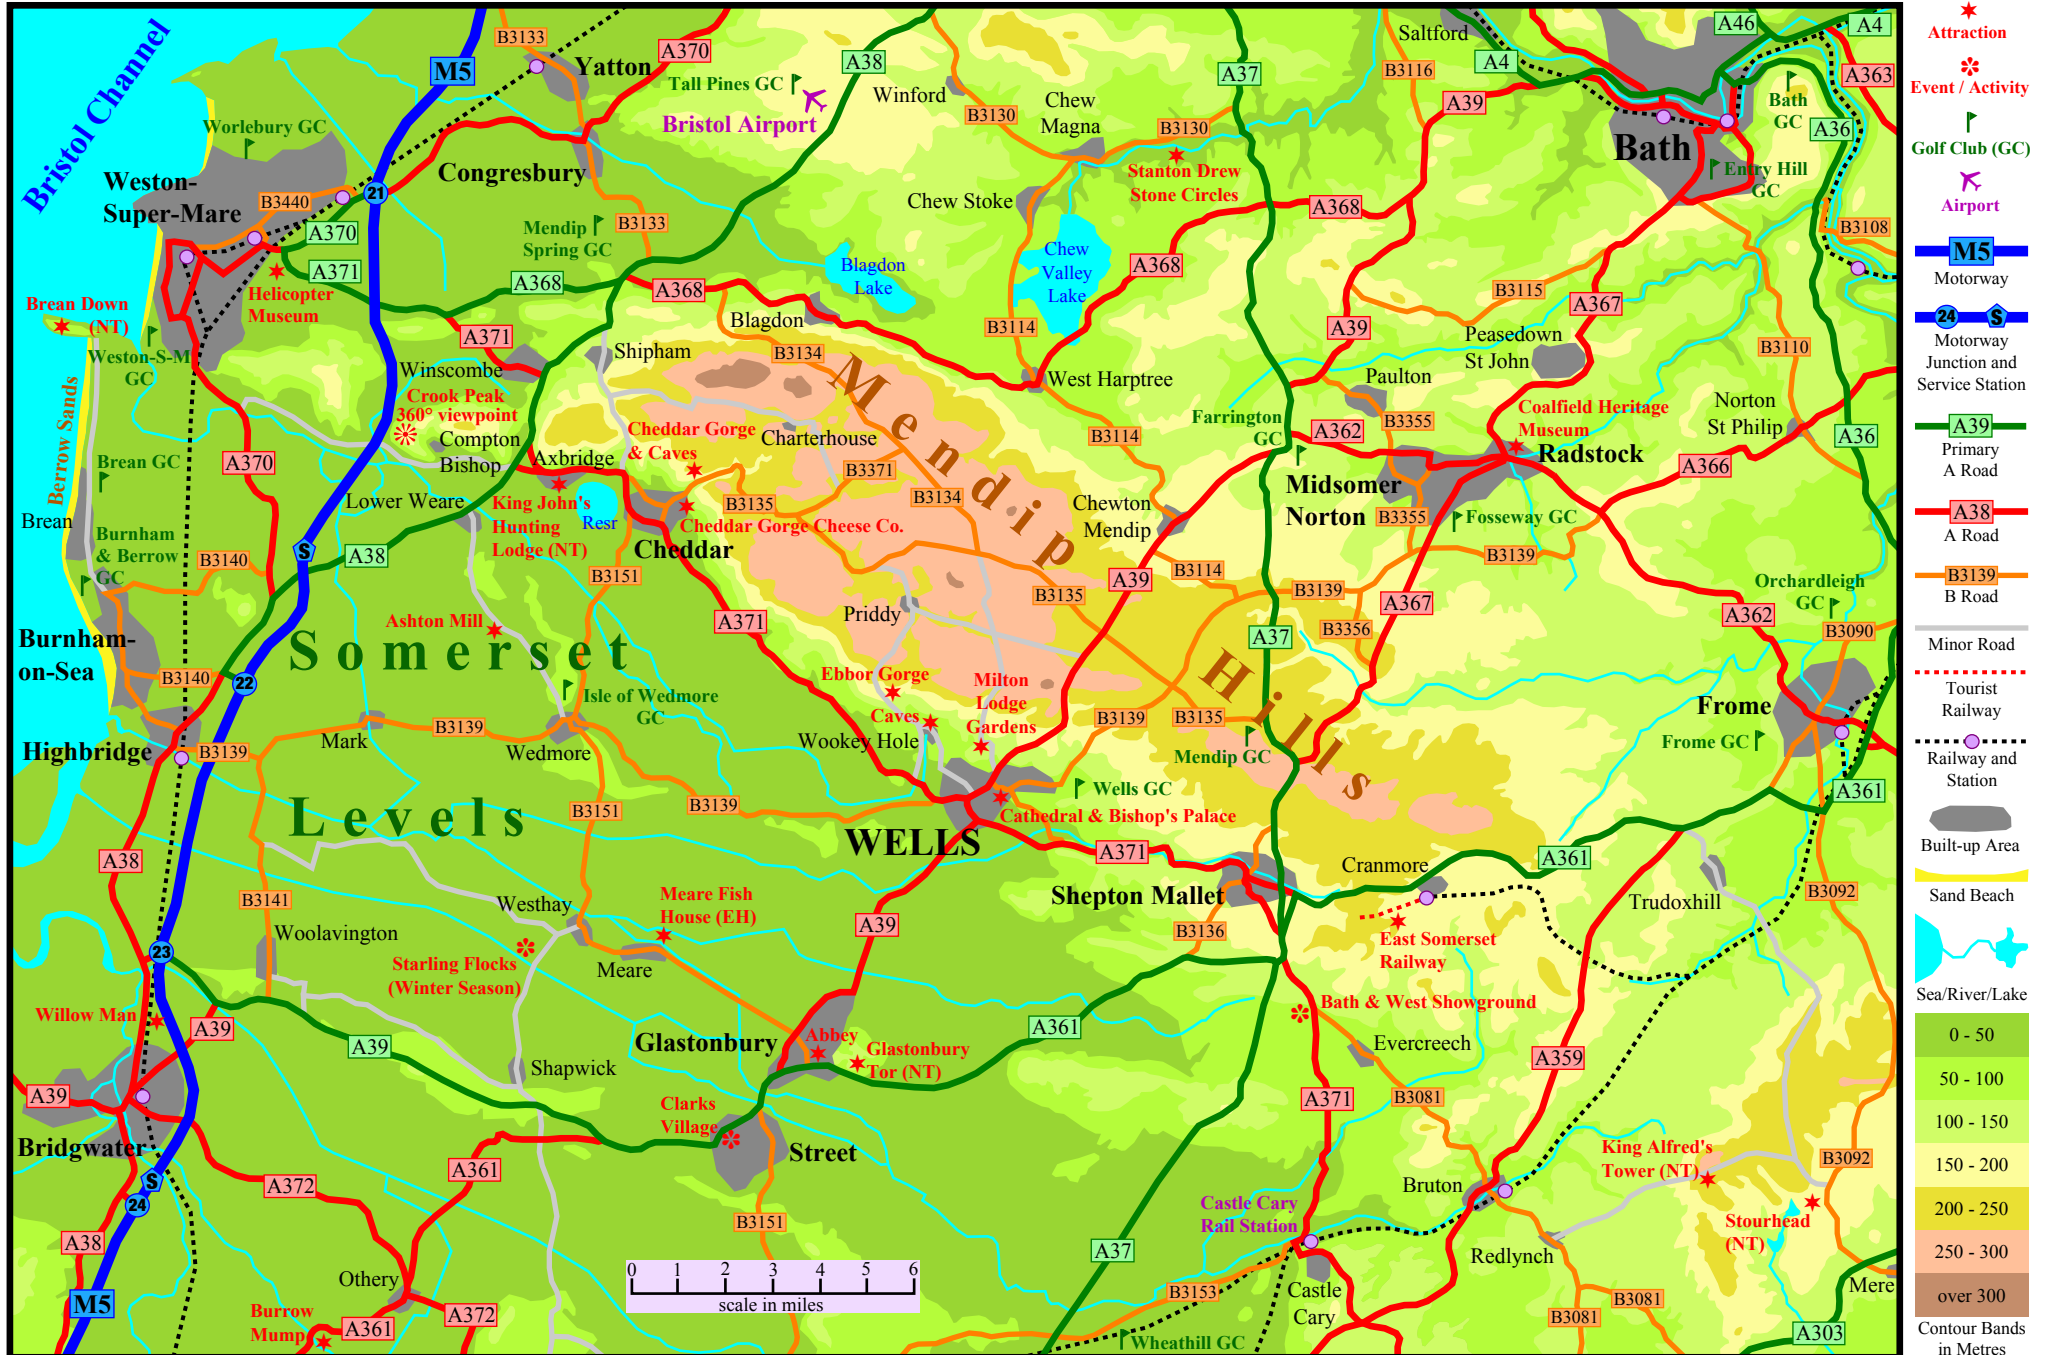 Bristol Channel
M5
B3133
Yatton
A370
A38
Tall Pines GC
Bristol Airport
Winford
B3130
Chew
Magna
B3130
Stanton Drew
Stone Circles
A37
Saltford
B3116
A4
A39
A46
A4
A363
Bath
GC
A36
Bath
Entry Hill
GC
Worlebury GC
Weston-
Super-Mare
B3440
21
A370
A371
Helicopter
Museum
Congresbury
Mendip
Spring GC
B3133
A368
A368
Blagdon
Lake
Chew Stoke
Chew
Valley
Lake
A368
A368
B3108
Brean Down
(NT)
Weston-S-M
GC
A371
Winscombe
Shipham
Blagdon
B3134
B3114
West Harptree
A39
B3115
A367
Peasedown
St John
B3110
Crook Peak
360° viewpoint
Compton
Bishop
Axbridge
Cheddar Gorge
& Caves
Charterhouse
B3371
B3134
B3135
Mendip
Hills
B3114
Farrington
GC
A362
Paulton
B3355
Coalfield Heritage
Museum
Radstock
Norton
St Philip
A36
A366
Berrow Sands
Brean GC
Brean
A370
Lower Weare
King John's
Hunting
Lodge (NT)
Resr
Cheddar Gorge Cheese Co.
Cheddar
Chewton
Mendip
Midsomer
Norton
B3355
Fosseway GC
B3139
Burnham
& Berrow
GC
B3140
S
A38
B3151
B3135
A39
B3114
B3139
A367
Orchardleigh
GC
A362
B3090
Ashton Mill
A371
Priddy
A37
B3356
Burnham-
on-Sea
Somerset
Levels
B3140
22
Isle of Wedmore
GC
Ebbor Gorge
Milton
Lodge
Gardens
Caves
Wookey Hole
B3139
B3135
Mendip GC
Frome
Frome GC
Highbridge
B3139
Mark
B3139
Wedmore
B3151
B3139
WELLS
Wells GC
Cathedral & Bishop's Palace
A371
A361
A38
Cranmore
A361
Shepton Mallet
Trudoxhill
B3092
B3141
Woolavington
Westhay
Meare Fish
House (EH)
A39
B3136
East Somerset
Railway
23
Starling Flocks
(Winter Season)
Meare
Willow Man
A39
A39
Glastonbury
Abbey
Glastonbury
Tor (NT)
A361
Bath & West Showground
Evercreech
A359
Shapwick
A39
Bridgwater
Clarks
Village
Street
A371
B3081
King Alfred's
Tower (NT)
B3092
A372
A361
S
24
B3151
Castle Cary
Rail Station
Bruton
Stourhead
(NT)
A38
A37
Redlynch
M5
Othery
0 1 2 3 4 5 6
scale in miles
B3153
Castle
Cary
B3081
B3081
Mere
Burrow
Mump
A361
A372
Wheathill GC
A303
Attraction
Event / Activity
Golf Club (GC)
Airport
M5
Motorway
24 S
Motorway
Junction and
Service Station
A39
Primary
A Road
A38
A Road
B3139
B Road
Minor Road
Tourist
Railway
Railway and
Station
Built-up Area
Sand Beach
Sea/River/Lake
0 - 50
50 - 100
100 - 150
150 - 200
200 - 250
250 - 300
over 300
Contour Bands
in Metres